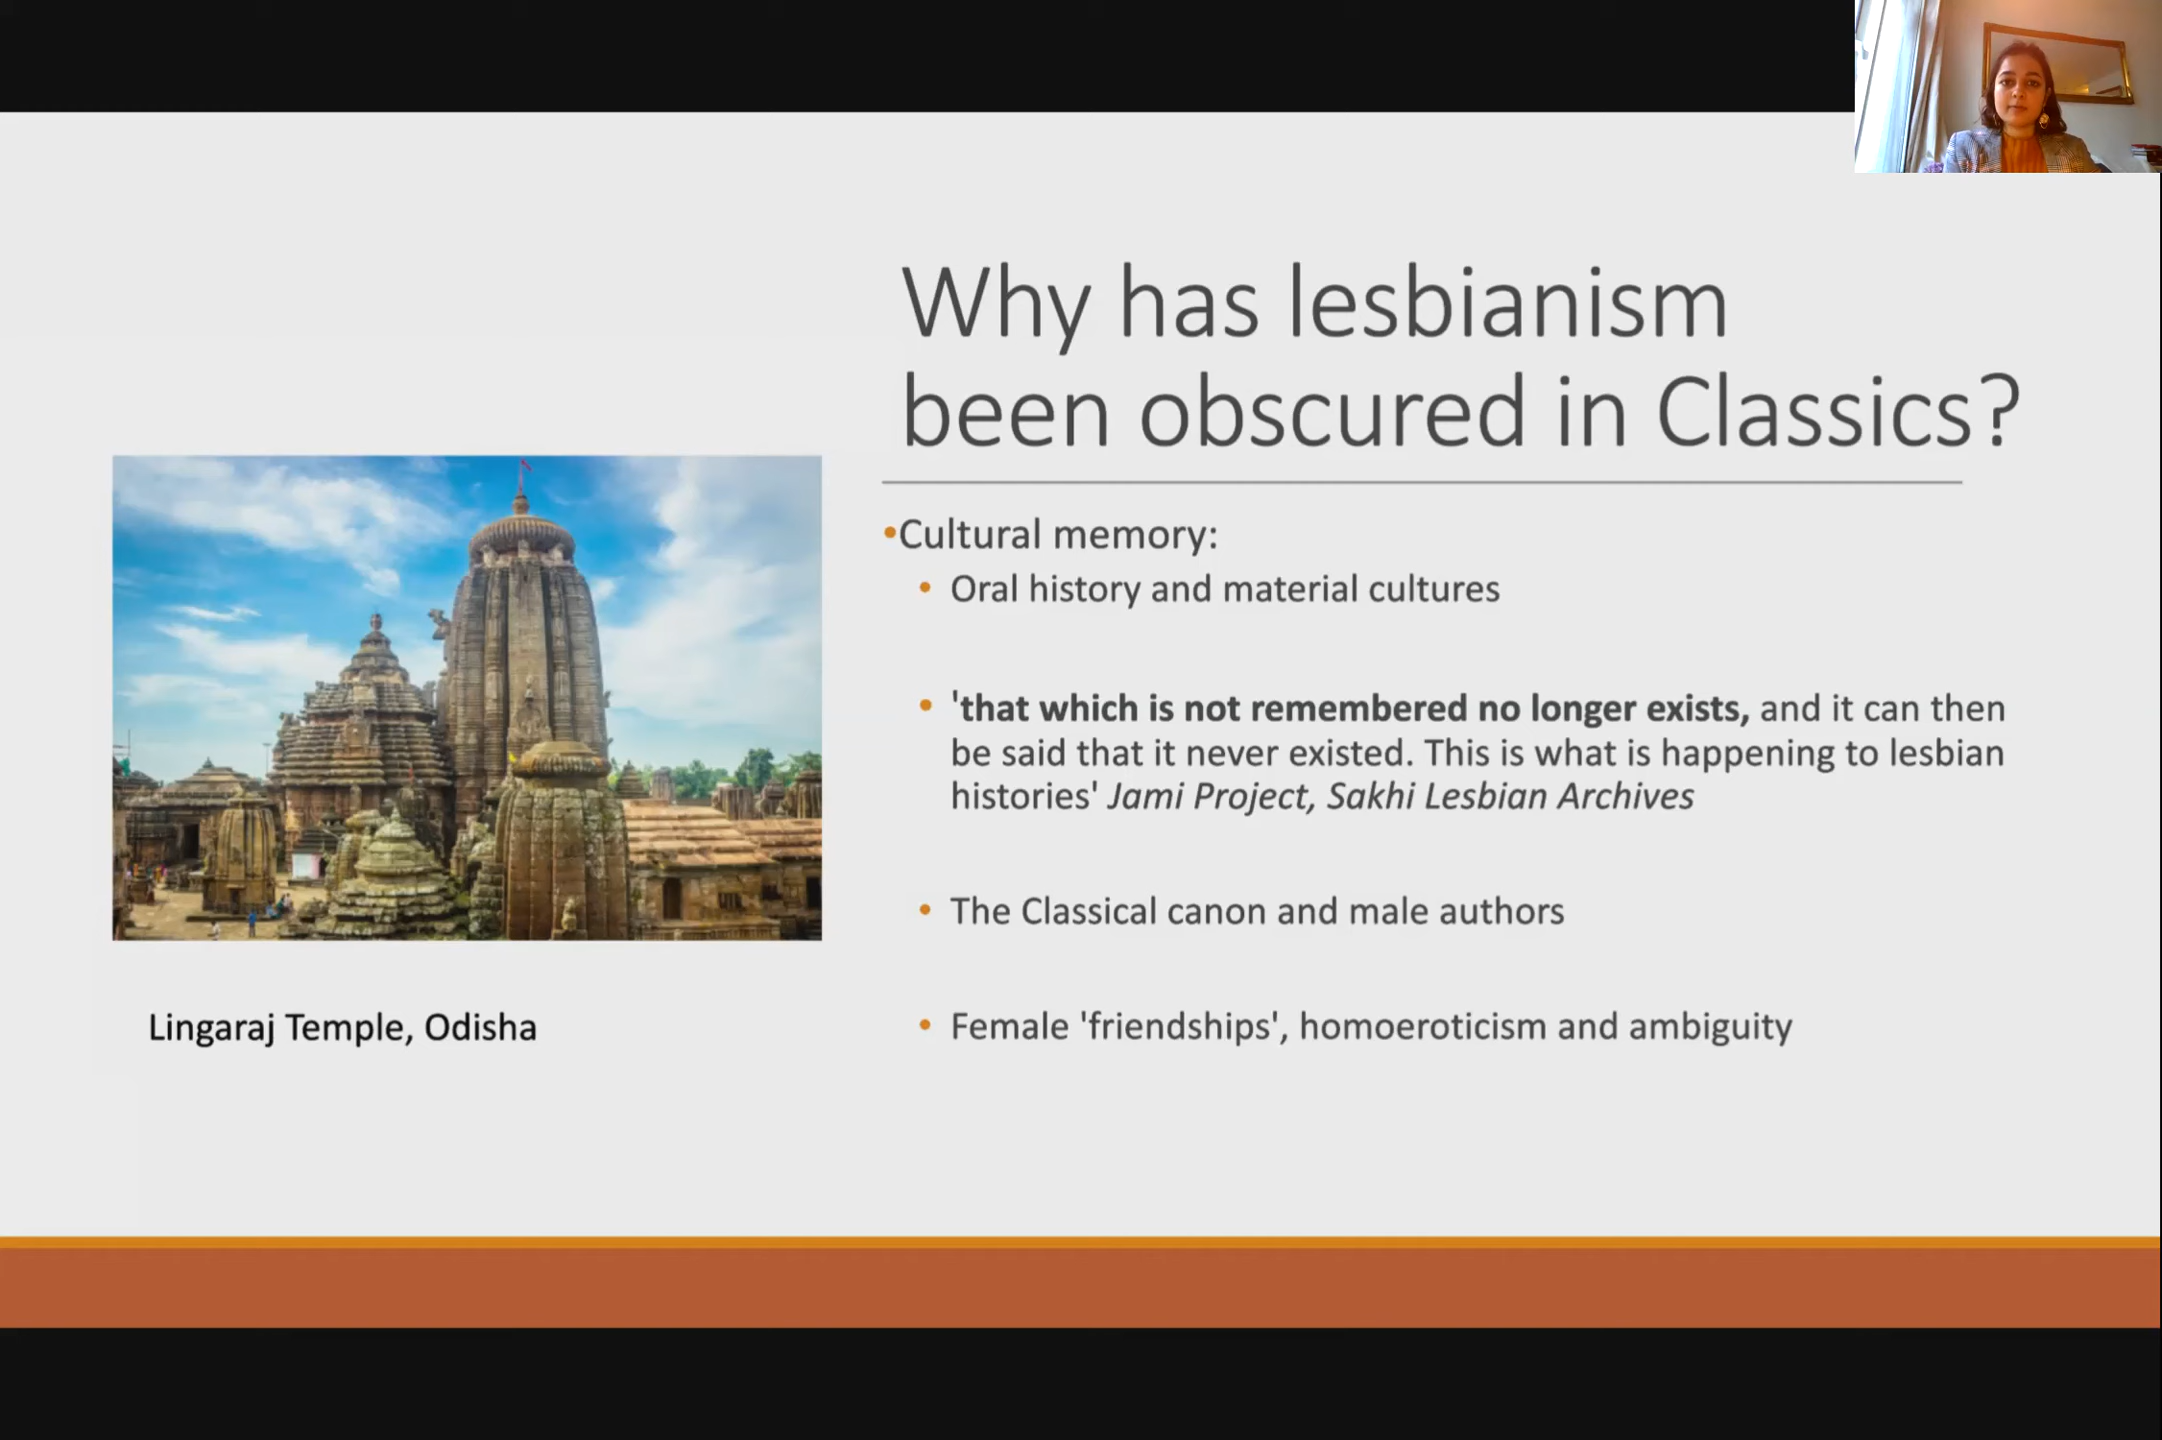 Why has lesbianism
been obscured in Classics?
•Cultural memory:
• Oral history and material cultures
• 'that which is not remembered no longer exists, and it can then
be said that it never existed. This is what is happening to lesbian
histories' Jami Project, Sakhi Lesbian Archives
• The Classical canon and male authors
• Female 'friendships', homoeroticism and ambiguity
Lingaraj Temple, Odisha